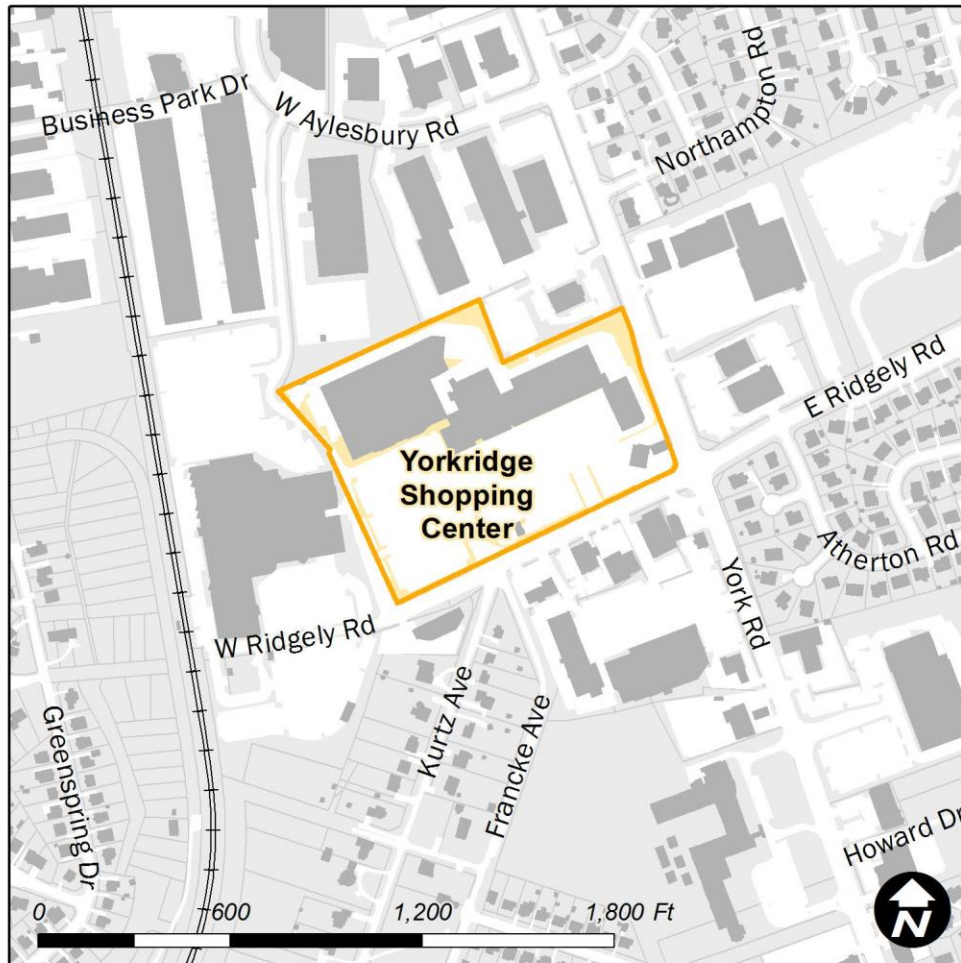 Business Park Dr
W Aylesbury Rd
Northampton Rd
E Ridgely Rd
Yorkridge
Shopping
Center
Atherton Rd
York Rd
W Ridgely Rd
Kurtz Ave
Francke Ave
Greenspring Dr
Howard Dr
0 600 1,200 1,800 Ft
N